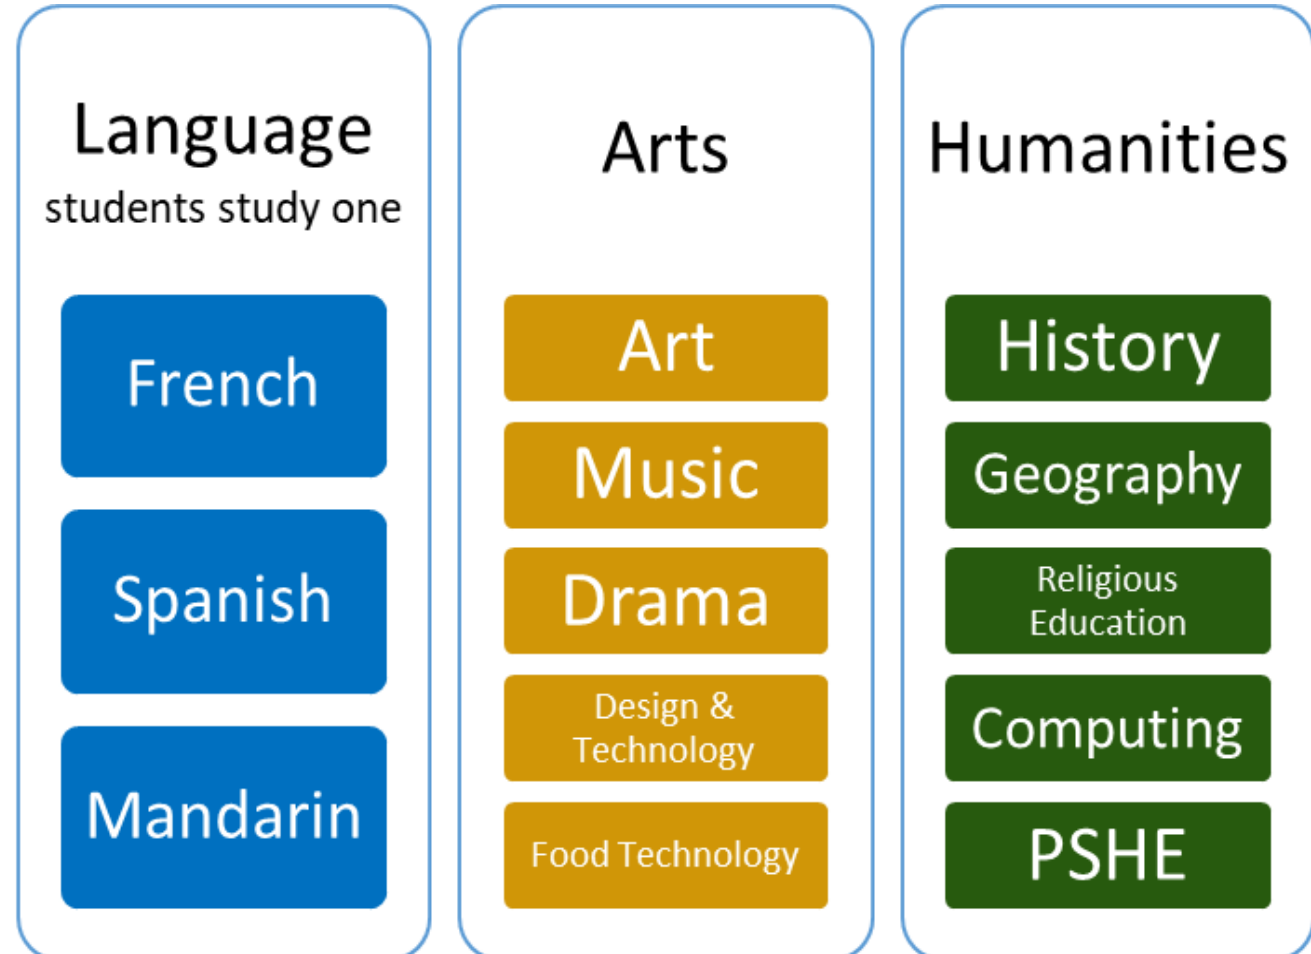 Language
students study one
French
Spanish
Mandarin
Arts
Art
Music
Drama
Design &
Technology
Food Technology
Humanities
History
Geography
Religious
Education
Computing
PSHE